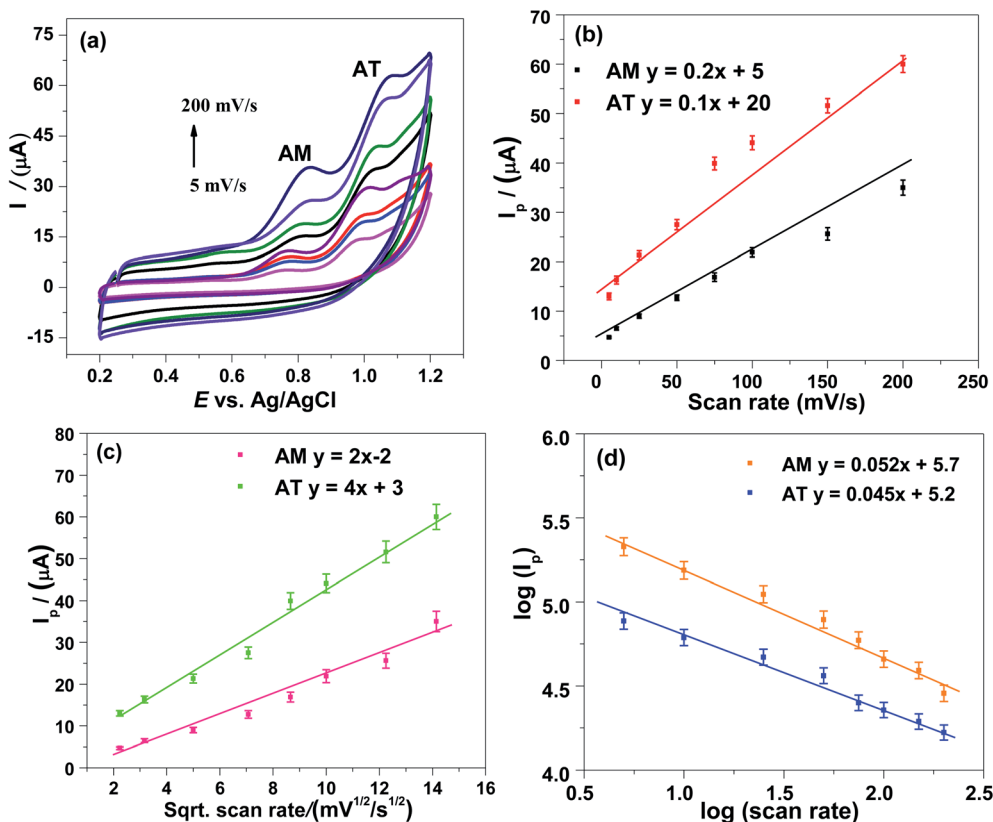 (a)
75
60
45
30
15
0
-15
I /(μA)
200 mV/s
5 mV/s
AM
AT
0.2 0.4 0.6 0.8 1.0 1.2
E vs. Ag/AgCl
(b)
AM y = 0.2x + 5
AT y = 0.1x + 20
70
60
50
40
30
20
10
0
Ip / (μA)
0 50 100 150 200 250
Scan rate (mV/s)
(c)
AM y = 2x-2
AT y = 4x + 3
80
70
60
50
40
30
20
10
0
Ip / (μA)
2 4 6 8 10 12 14 16
Sqrt. scan rate/(mV1/2/s1/2)
(d)
AM y = 0.052x + 5.7
AT y = 0.045x + 5.2
6.0
5.5
5.0
4.5
4.0
log (Ip)
0.5 1.0 1.5 2.0 2.5
log (scan rate)